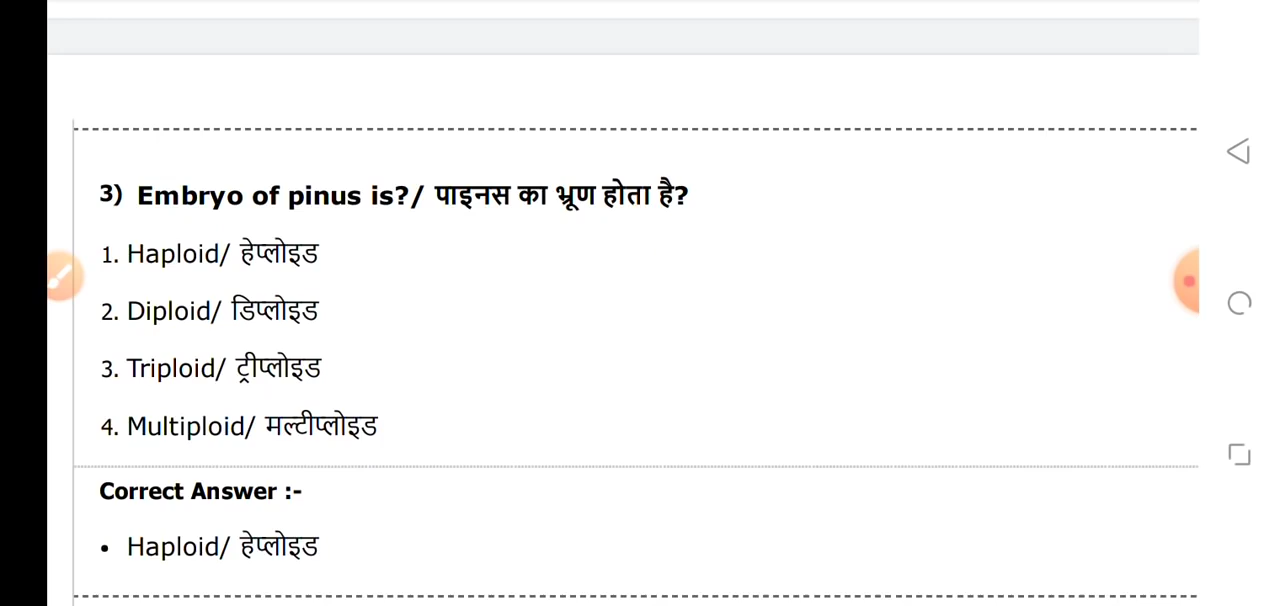 3) Embryo of pinus is?/ पाइनस का भ्रूण होता है?
1. Haploid/ हेप्लोइड
2. Diploid/ डिप्लोइड
3. Triploid/ ट्रीप्लोइड
4. Multiploid/ मल्टीप्लोइड
Correct Answer :-
• Haploid/ हेप्लोइड